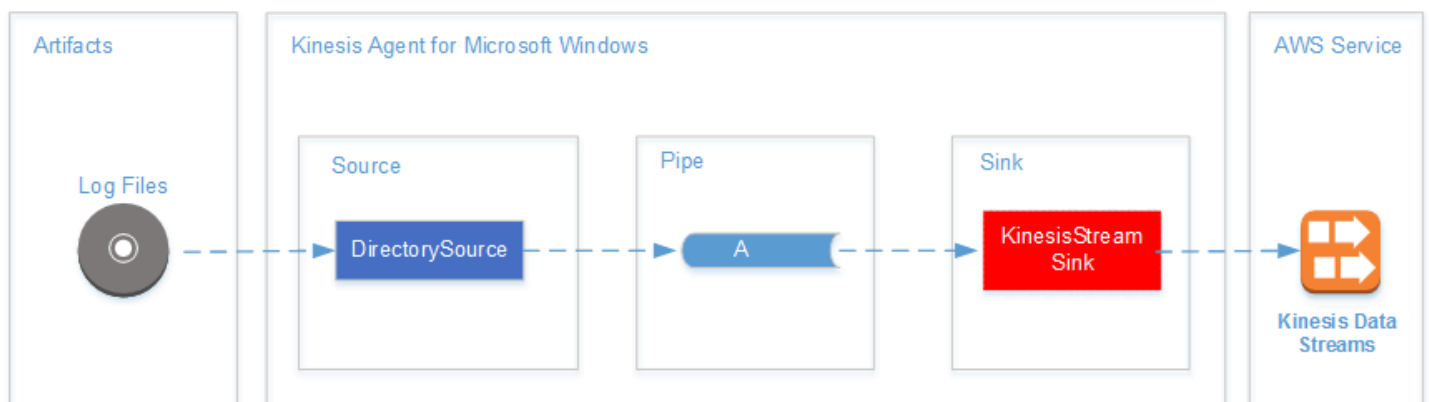 Artifacts
Kinesis Agent for Microsoft Windows
AWS Service
Log Files
Source
DirectorySource
Pipe
A
Sink
KinesisStream
Sink
Kinesis Data
Streams